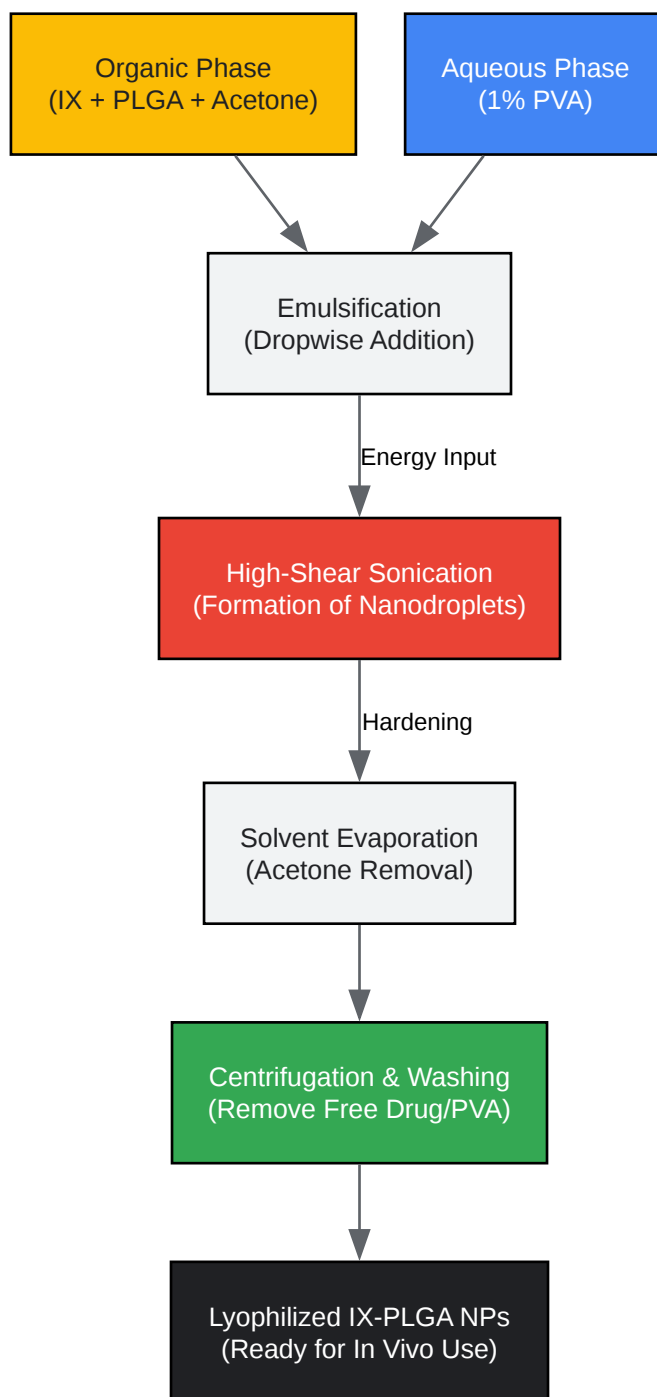 Organic Phase
(IX + PLGA + Acetone)
Aqueous Phase
(1% PVA)
Emulsification
(Dropwise Addition)
Energy Input
High-Shear Sonication
(Formation of Nanodroplets)
Hardening
Solvent Evaporation
(Acetone Removal)
Centrifugation & Washing
(Remove Free Drug/PVA)
Lyophilized IX-PLGA NPs
(Ready for In Vivo Use)